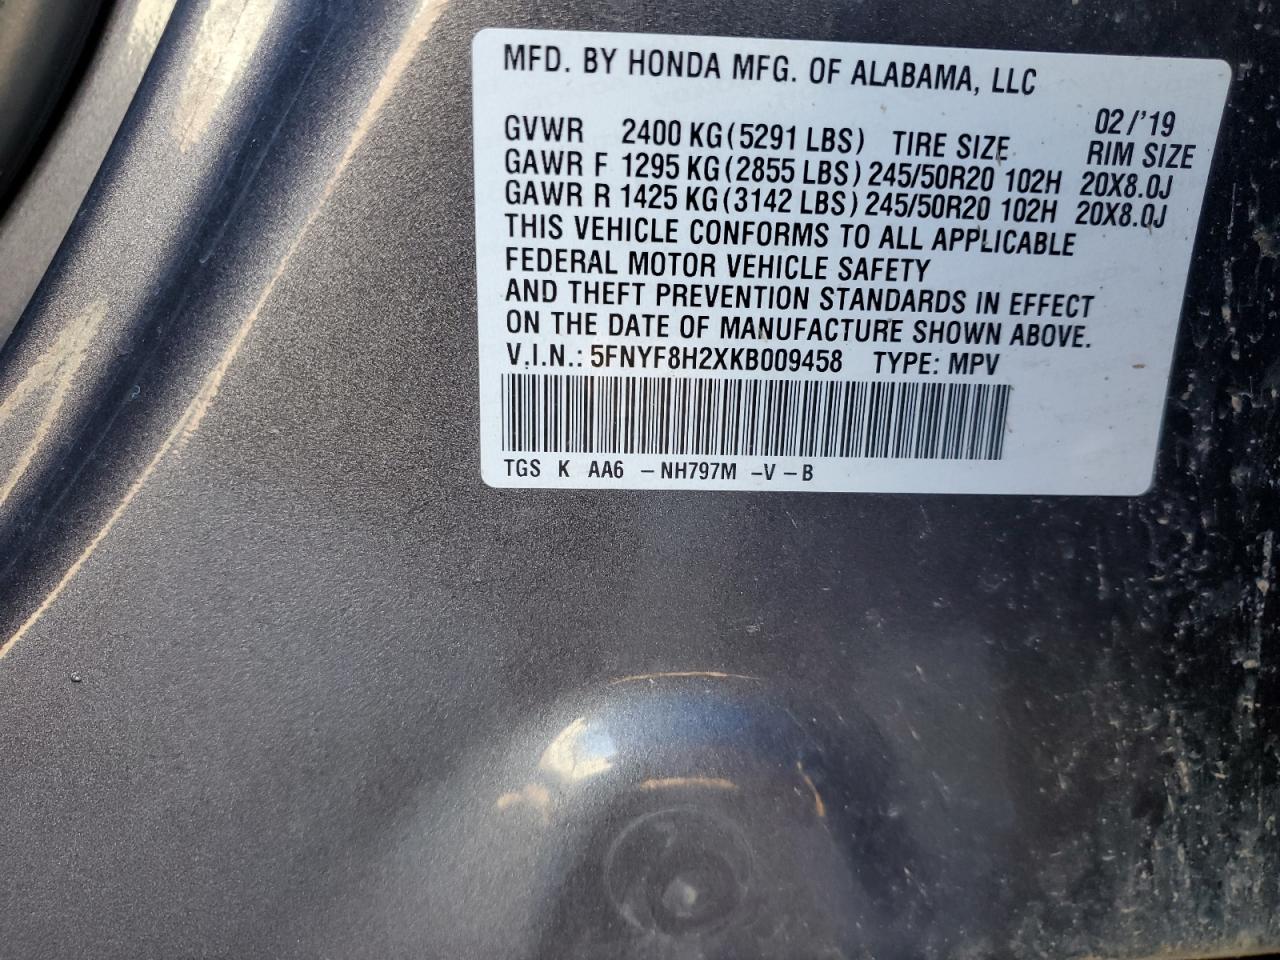 MFD. BY HONDA MFG. OF ALABAMA, LLC
02/'19
GVWR 2400 KG(5291 LBS) TIRE SIZE RIM SIZE
GAWR F 1295 KG(2855 LBS) 245/50R20 102H 20X8.0J
GAWR R 1425 KG(3142 LBS) 245/50R20 102H 20X8.0J
THIS VEHICLE CONFORMS TO ALL APPLICABLE
FEDERAL MOTOR VEHICLE SAFETY
AND THEFT PREVENTION STANDARDS IN EFFECT
ON THE DATE OF MANUFACTURE SHOWN ABOVE.
V.I.N.: 5FNYF8H2XKB009458 TYPE: MPV
TGS K AA6 – NH797M –V – B